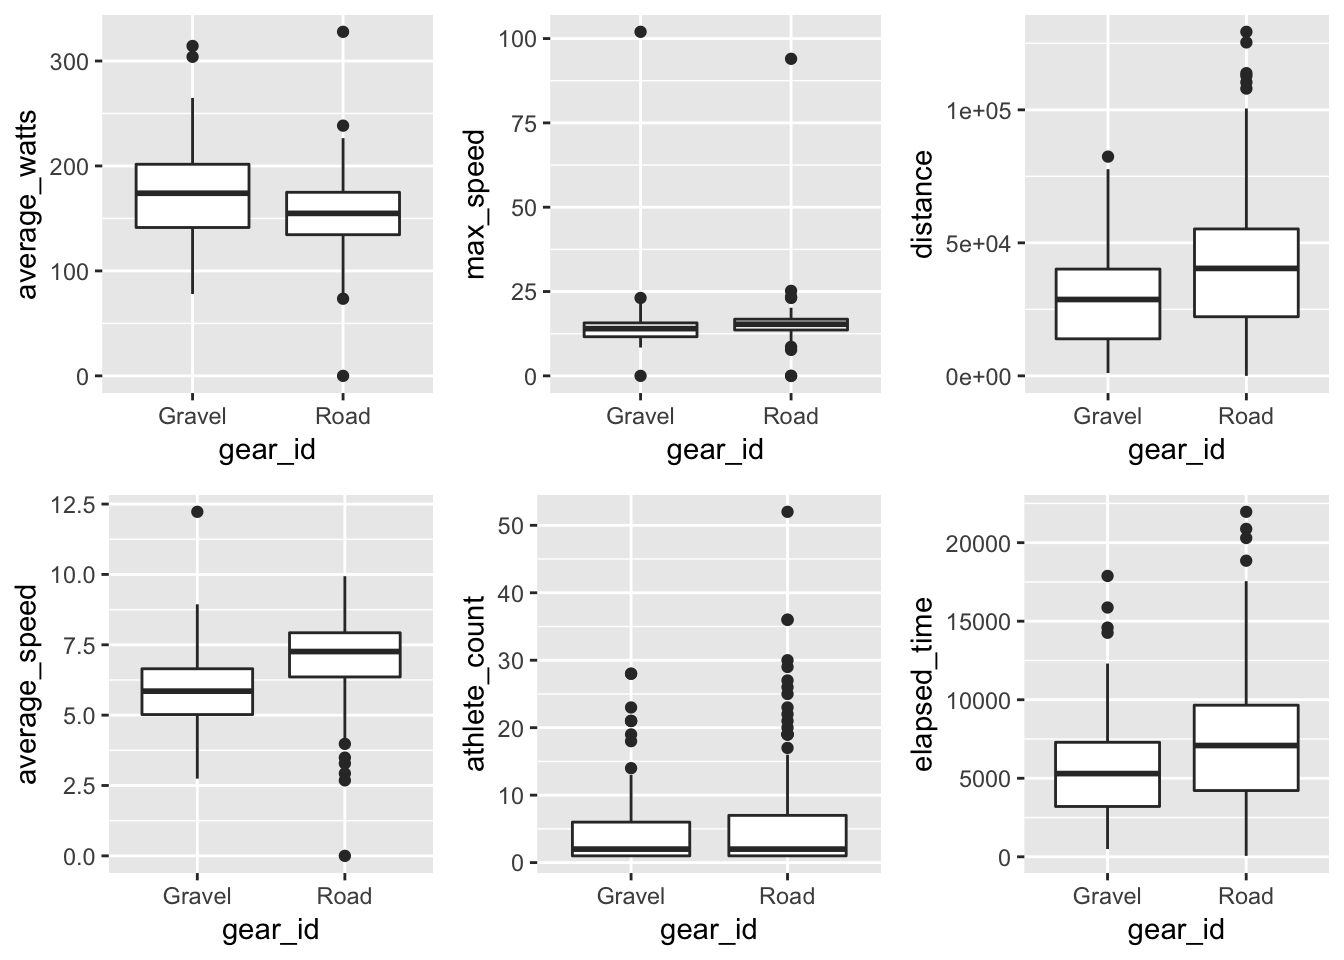 average_watts
300
200
100
0
Gravel Road
gear_id
max_speed
100
75
50
25
0
Gravel Road
gear_id
distance
1e+05
5e+04
0e+00
Gravel Road
gear_id
average_speed
12.5
10.0
7.5
5.0
2.5
0.0
Gravel Road
gear_id
athlete_count
50
40
30
20
10
0
Gravel Road
gear_id
elapsed_time
20000
15000
10000
5000
0
Gravel Road
gear_id